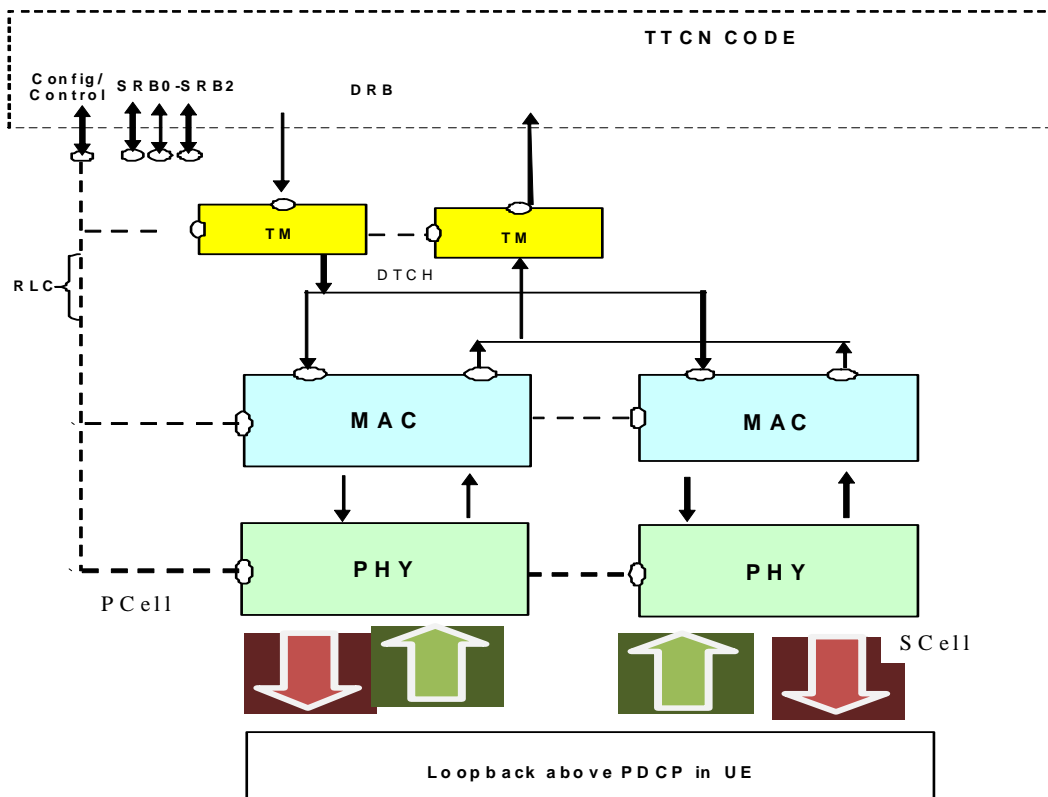 TTCN CODE
Config/
Control
SRB0-SRB2
DRB
TM
TM
DTCH
RLC
MAC
MAC
PHY
PHY
PCell
SCell
Loopback above PDCP in UE